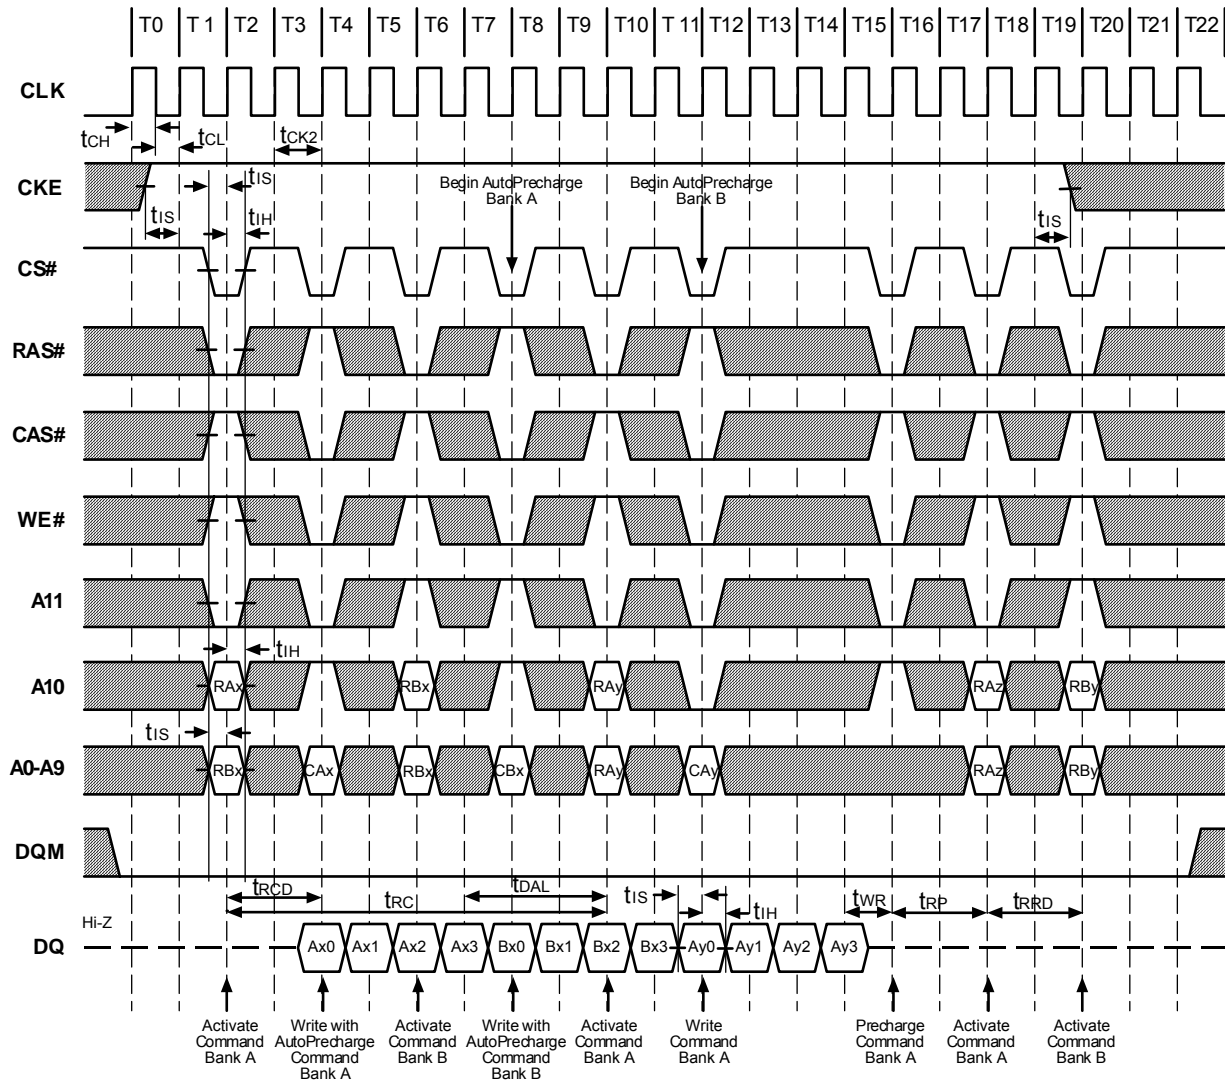 T0 T 1 T2 T3 T4 T5 T6 T7 T8 T9 T10 T 11 T12 T13 T14 T15 T16 T17 T18 T19 T20 T21 T22
CLK
tCH tCL tCK2
CKE
tIS
Begin AutoPrecharge
Bank A
Begin AutoPrecharge
Bank B
tIS tIH tIS
CS#
RAS#
CAS#
WE#
A11
tIH
A10 RAx RBx RAy RAz RBy
tIS
A0-A9 RBx CAx RBx CBx RAy CAy RAz RBy
DQM
tRCD tDAL tIS tWR
tRC tIH tRP tRRD
Hi-Z
DQ Ax0 Ax1 Ax2 Ax3 Bx0 Bx1 Bx2 Bx3 Ay0 Ay1 Ay2 Ay3
Activate
Command
Bank A
Write with
AutoPrecharge
Command
Bank A
Activate
Command
Bank B
Write with
AutoPrecharge
Command
Bank B
Activate
Command
Bank A
Write
Command
Bank A
Precharge
Command
Bank A
Activate
Command
Bank A
Activate
Command
Bank B